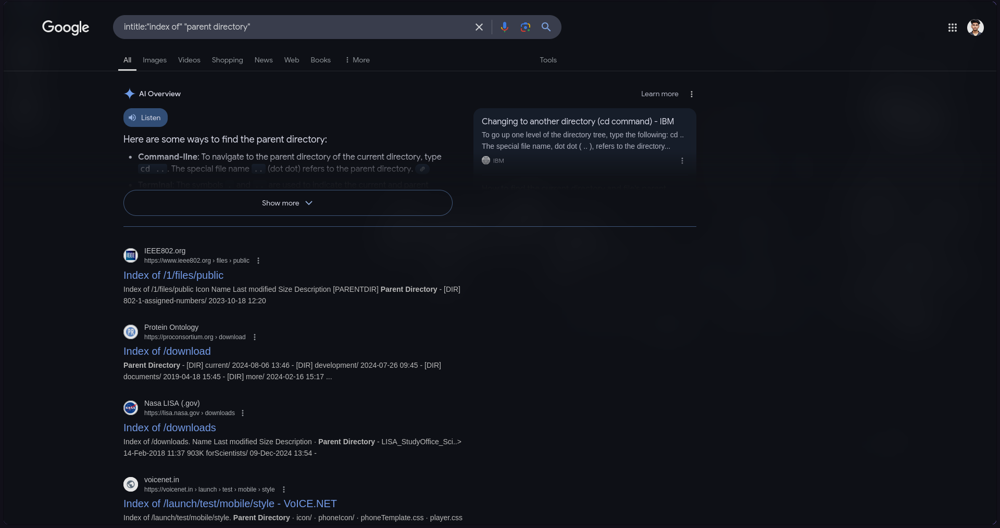 Google
intitle:"index of" "parent directory"
All
Images
Videos
Shopping
News
Web
Books
More
Tools
AI Overview
Learn more
Listen
Here are some ways to find the parent directory:
• Command-line: To navigate to the parent directory of the current directory, type
cd ... The special file name .. (dot dot) refers to the parent directory.
• Terminal: The symbols . and .. are used to indicate the current and parent
Show more
Changing to another directory (cd command) - IBM
To go up one level of the directory tree, type the following: cd ..
The special file name, dot dot ( .. ), refers to the directory...
IBM
IEEE802.org
https://www.ieee802.org › files › public
Index of /1/files/public
Index of /1/files/public Icon Name Last modified Size Description [PARENTDIR] Parent Directory - [DIR]
802-1-assigned-numbers/ 2023-10-18 12:20
Protein Ontology
https://proconsortium.org › download
Index of /download
Parent Directory - [DIR] current/ 2024-08-06 13:46 - [DIR] development/ 2024-07-26 09:45 - [DIR]
documents/ 2019-04-18 15:45 - [DIR] more/ 2024-02-16 15:17 ...
Nasa LISA (.gov)
https://lisa.nasa.gov › downloads
Index of /downloads
Index of /downloads. Name Last modified Size Description · Parent Directory - LISA_StudyOffice_Sci..>
14-Feb-2018 11:37 903K forScientists/ 09-Dec-2024 13:54 -
voicenet.in
https://voicenet.in › launch › test › mobile › style
Index of /launch/test/mobile/style - VoICE.NET
Index of /launch/test/mobile/style. Parent Directory · icon/ · phoneIcon/ · phoneTemplate.css · player.css